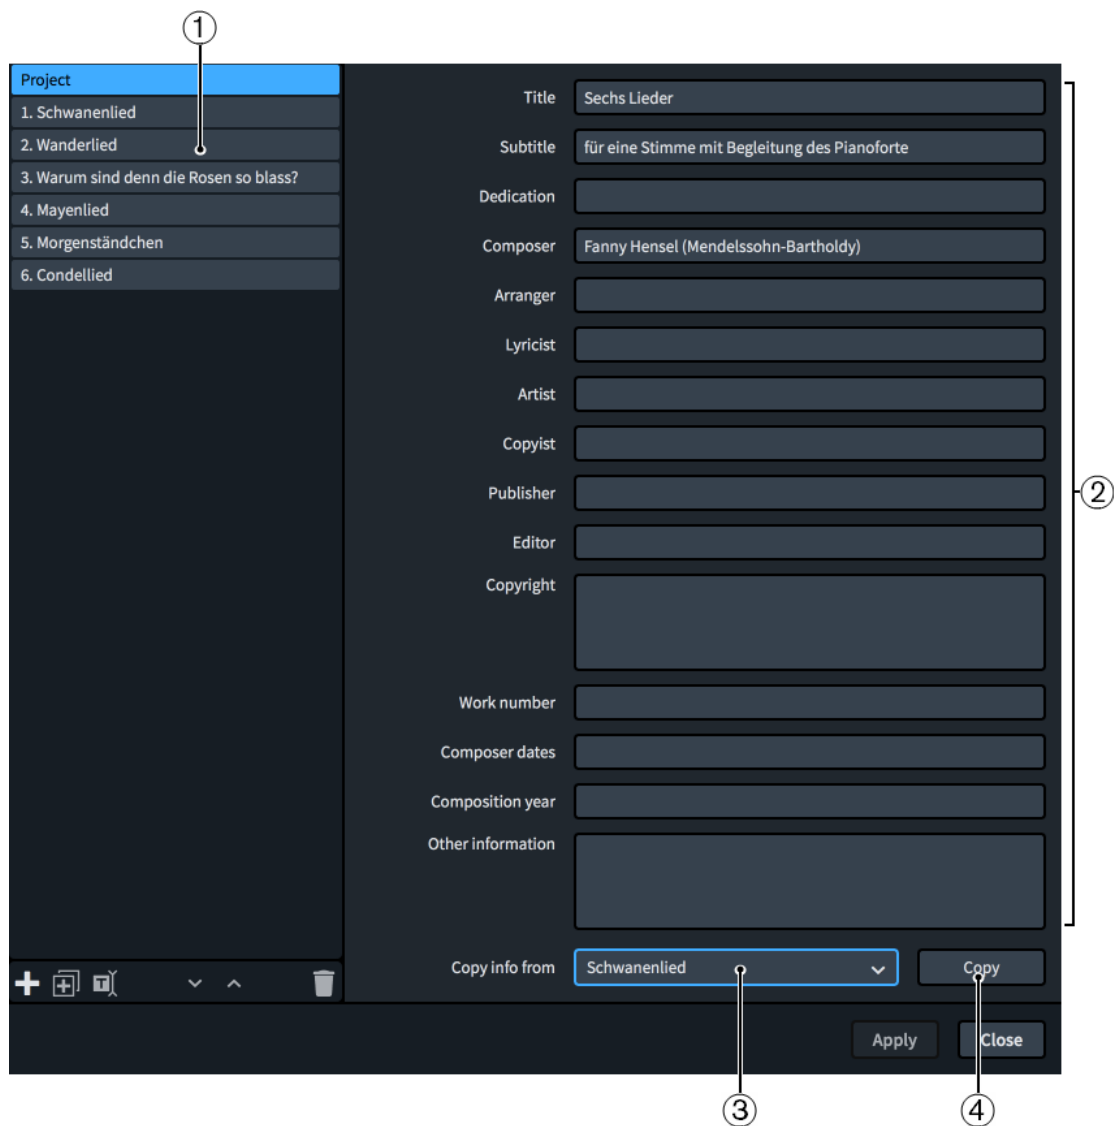 ①
Project
1. Schwanenlied
2. Wanderlied
3. Warum sind denn die Rosen so blass?
4. Mayenlied
5. Morgenständchen
6. Condellied
Title Sechs Lieder
Subtitle für eine Stimme mit Begleitung des Pianoforte
Dedication
Composer Fanny Hensel (Mendelssohn-Bartholdy)
Arranger
Lyricist
Artist
Copyist
Publisher
②
Editor
Copyright
Work number
Composer dates
Composition year
Other information
Copy info from Schwanenlied Copy
Apply Close
③ ④